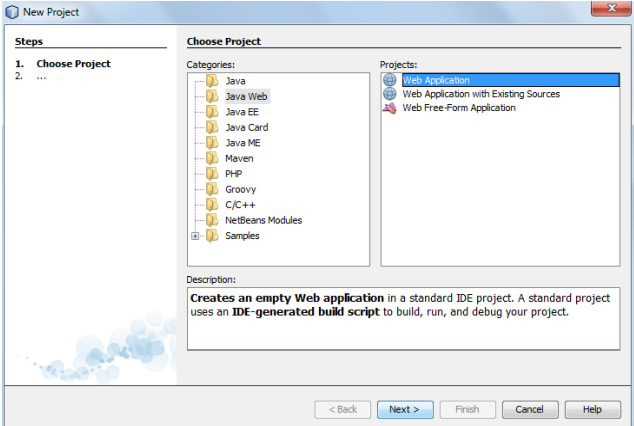 New Project
Steps
1. Choose Project
2. ...
Choose Project
Categories:
Java
Java Web
Java EE
Java Card
Java ME
Maven
PHP
Groovy
C/C++
NetBeans Modules
Samples
Projects:
Web Application
Web Application with Existing Sources
Web Free-Form Application
Description:
Creates an empty Web application in a standard IDE project. A standard project
uses an IDE-generated build script to build, run, and debug your project.
< Back
Next >
Finish
Cancel
Help